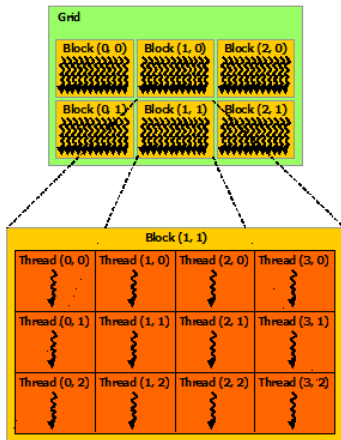 Grid
Block (0, 0) Block (1, 0) Block (2, 0)
Block (0, 1) Block (1, 1) Block (2, 1)
Block (1, 1)
Thread (0, 0) Thread (1, 0) Thread (2, 0) Thread (3, 0)
Thread (0, 1) Thread (1, 1) Thread (2, 1) Thread (3, 1)
Thread (0, 2) Thread (1, 2) Thread (2, 2) Thread (3, 2)